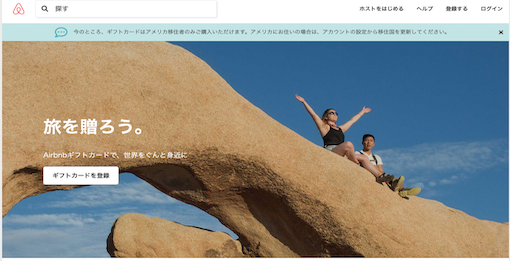 探す
ホストをはじめる ヘルプ 登録する ログイン
今のところ、ギフトカードはアメリカ移住者のみご購入いただけます。アメリカにお住いの場合は、アカウントの設定から移住国を更新してください。
旅を贈ろう。
Airbnbギフトカードで、世界をぐんと身近に
ギフトカードを登録